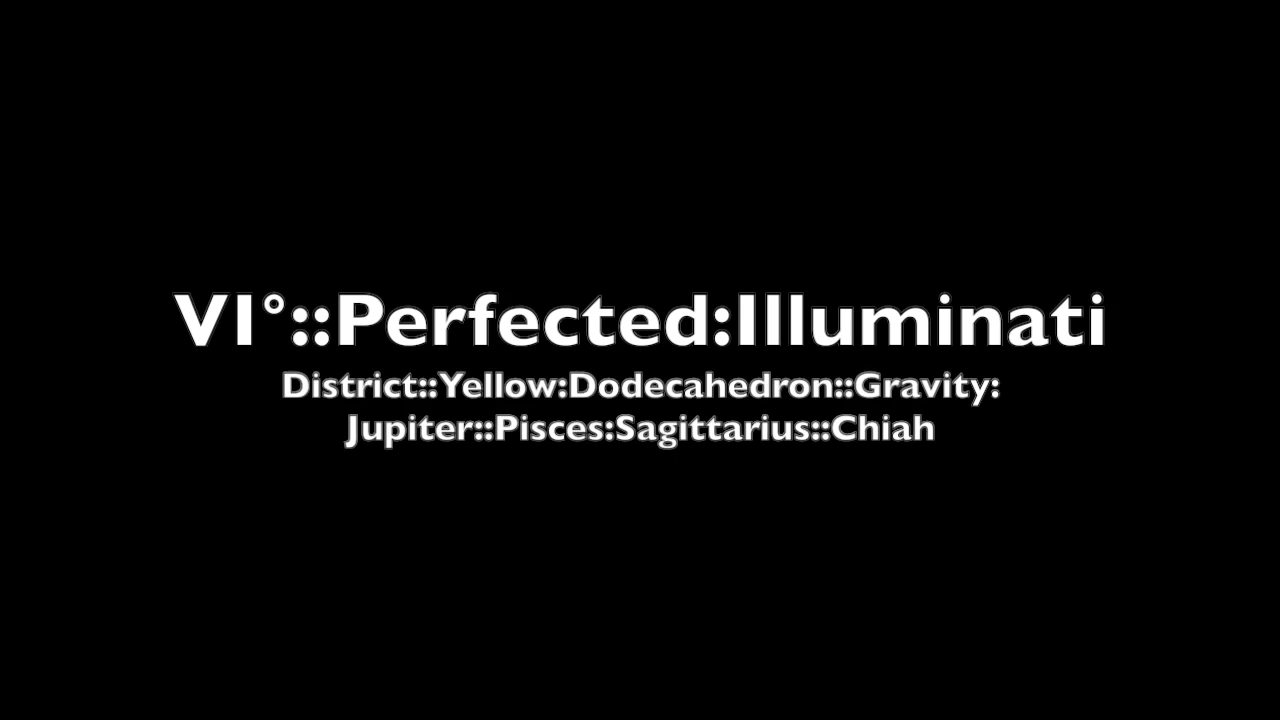 VI°::Perfected:Illuminati
District::Yellow:Dodecahedron::Gravity:
Jupiter::Pisces:Sagittarius::Chiah